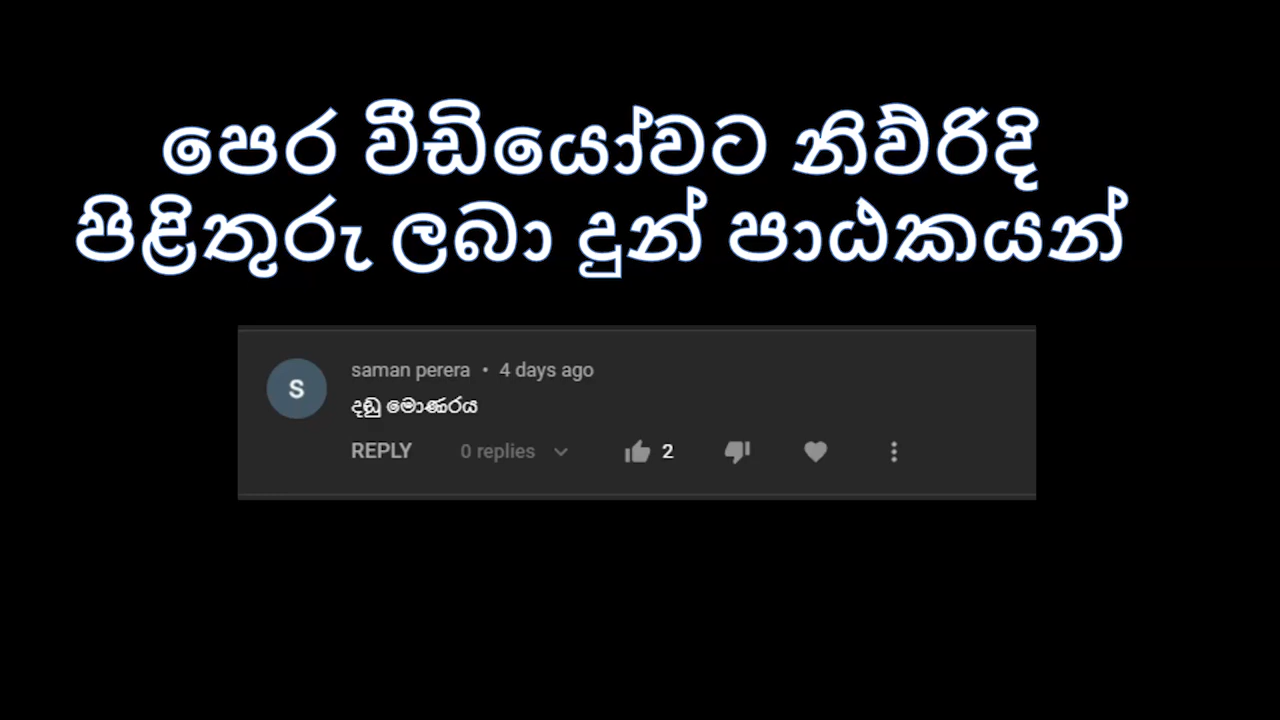 පෙර වීඩියෝවට නිව්රිදි
පිළිතුරු ලබා දුන් පාඨකයන්
S
saman perera • 4 days ago
දඬු මොණරය
REPLY 0 replies 2